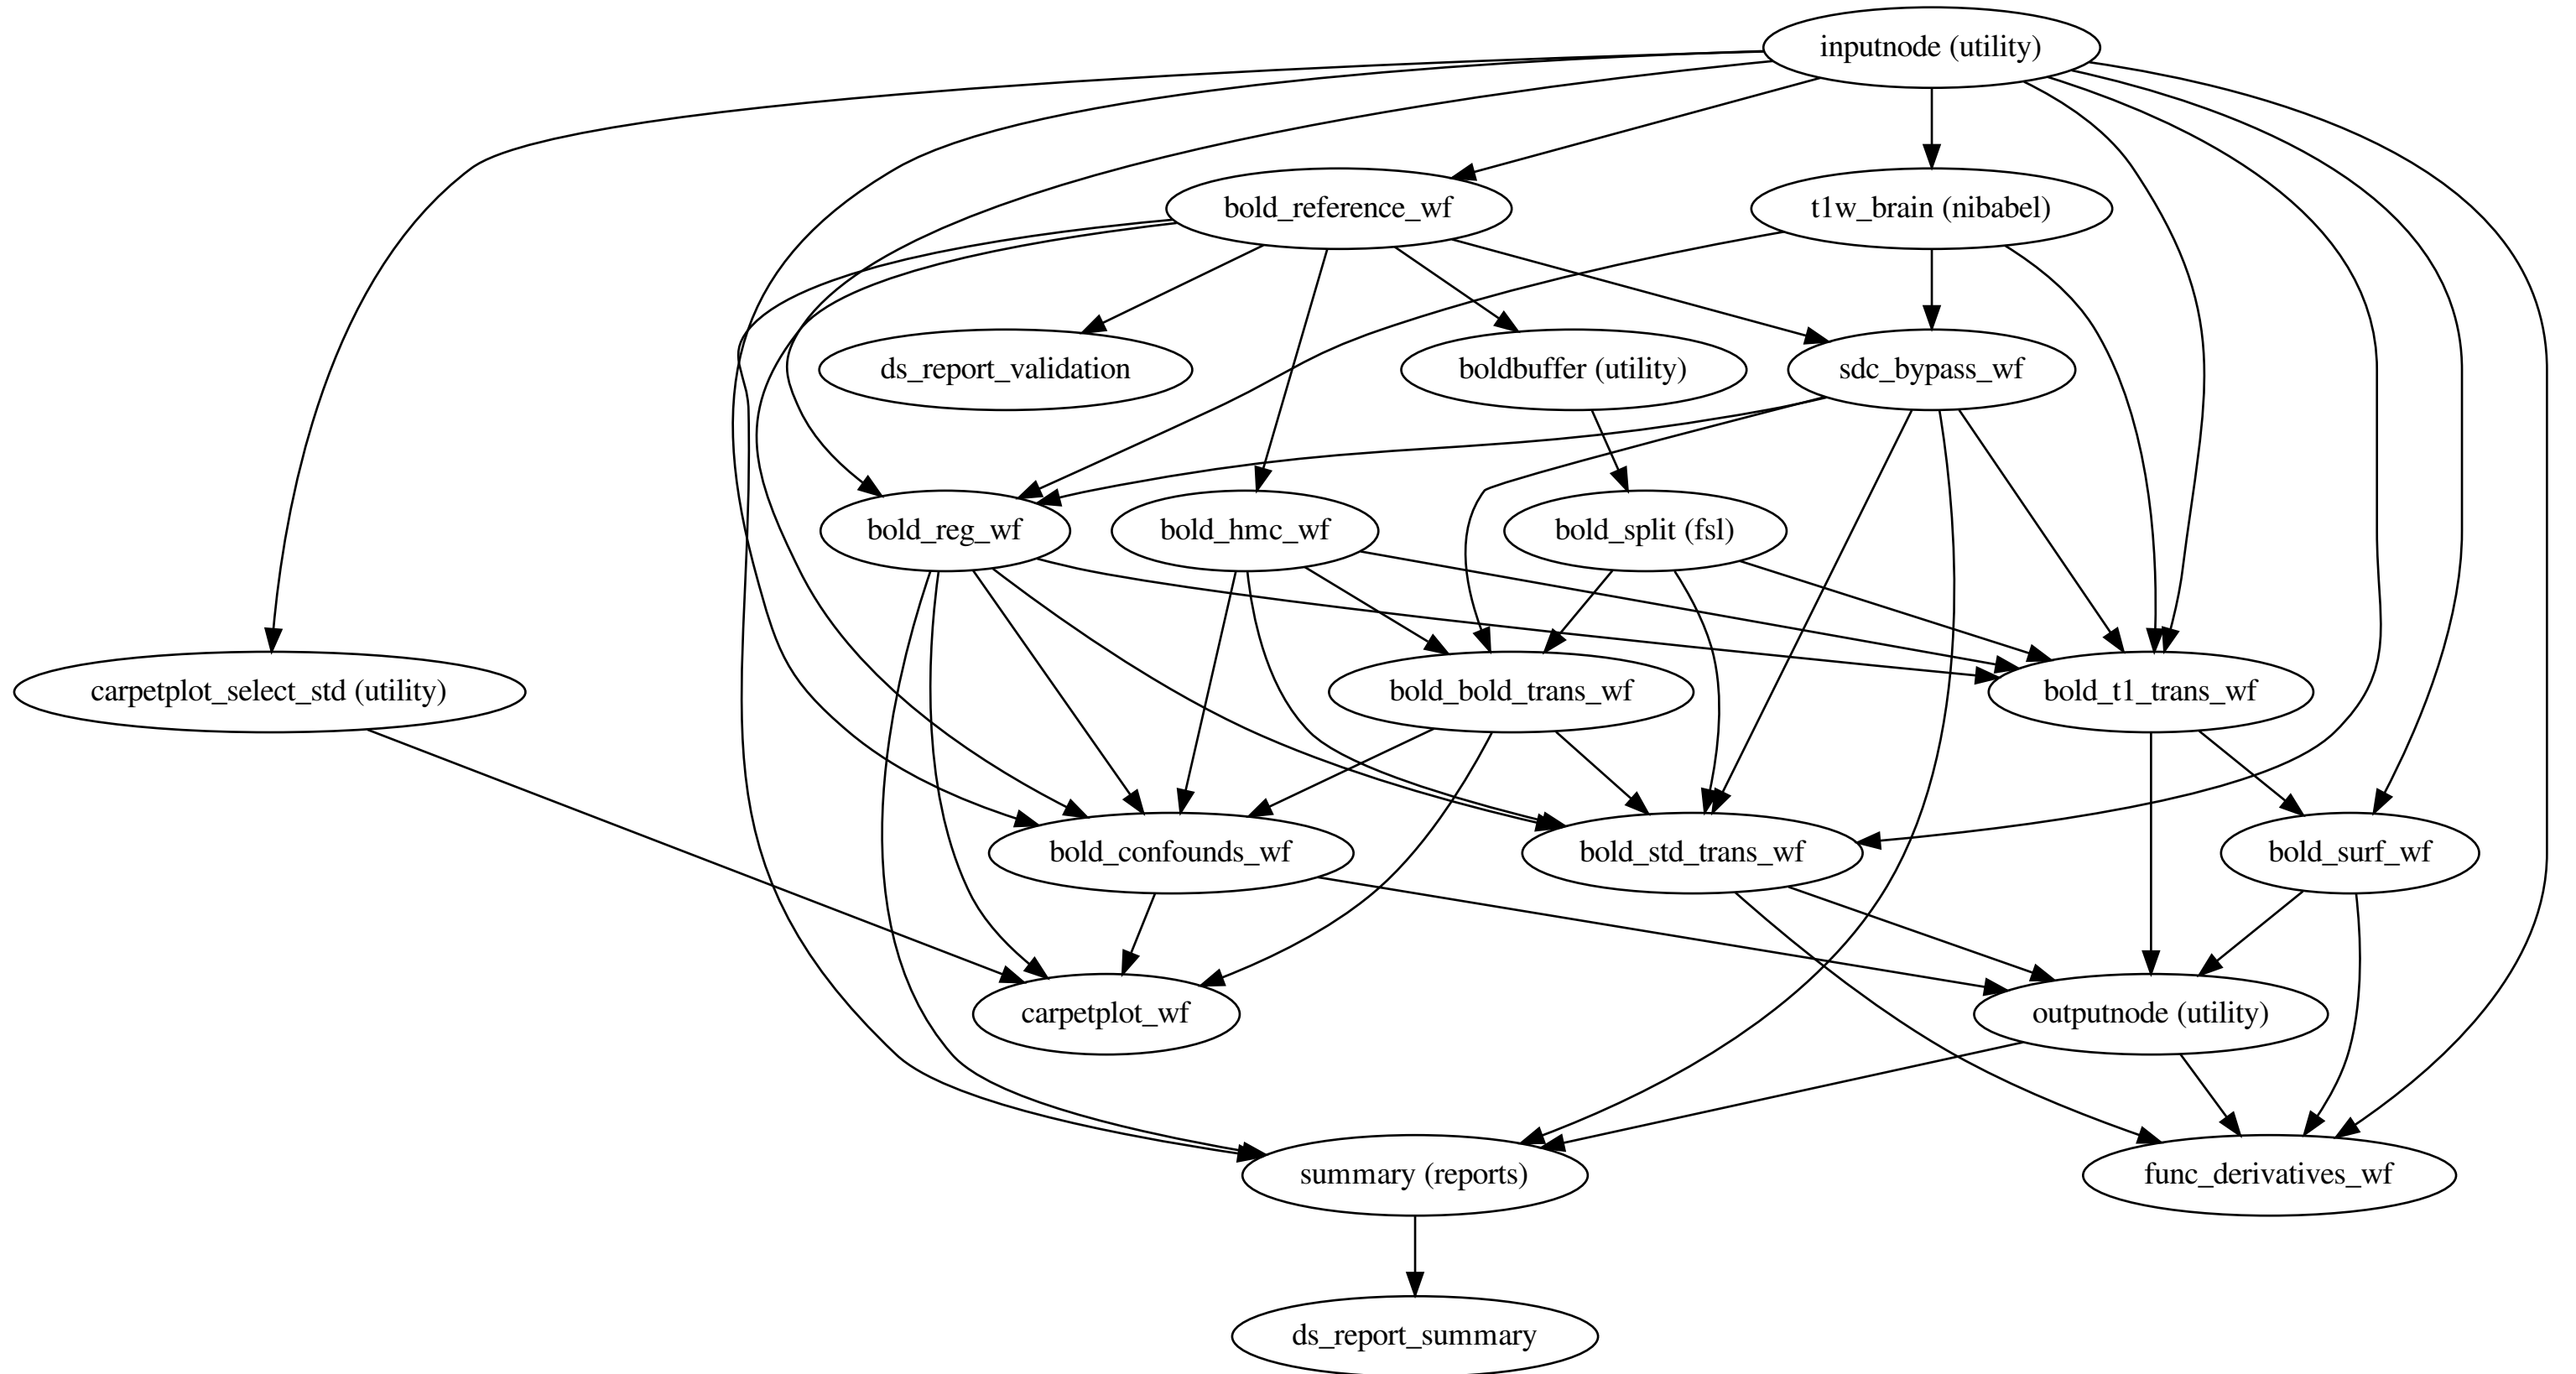 inputnode (utility)
bold_reference_wf
t1w_brain (nibabel)
ds_report_validation
boldbuffer (utility)
sdc_bypass_wf
bold_reg_wf
bold_hmc_wf
bold_split (fsl)
carpetplot_select_std (utility)
bold_bold_trans_wf
bold_t1_trans_wf
bold_confounds_wf
bold_std_trans_wf
bold_surf_wf
carpetplot_wf
outputnode (utility)
summary (reports)
func_derivatives_wf
ds_report_summary